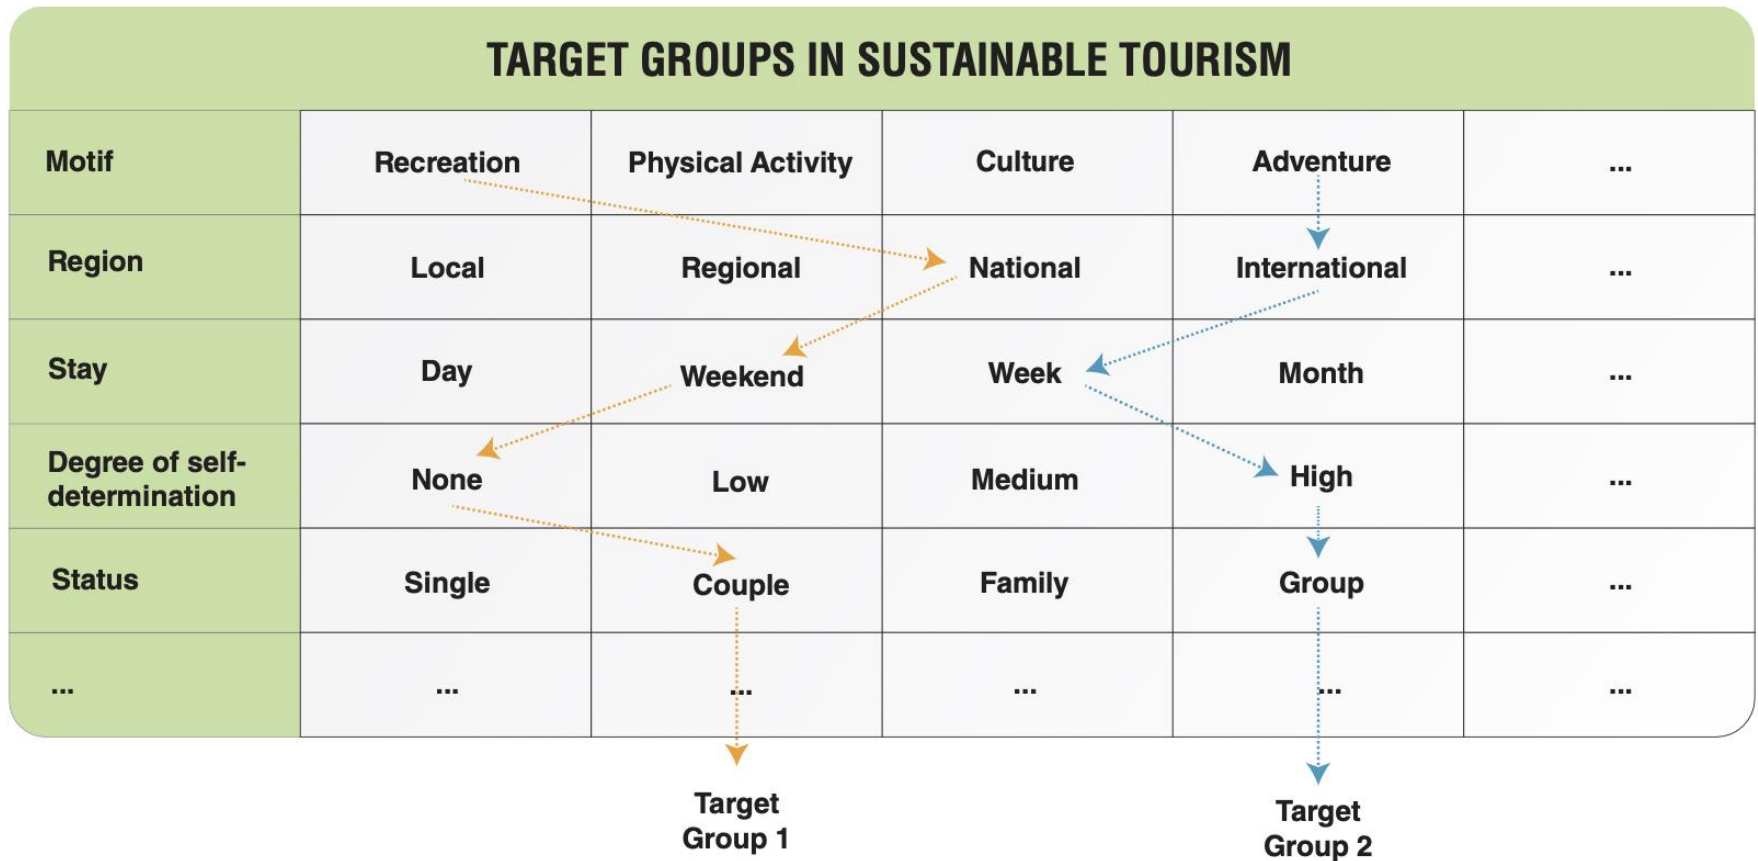 TARGET GROUPS IN SUSTAINABLE TOURISM
Motif Recreation Physical Activity Culture Adventure ...
Region Local Regional National International ...
Stay Day Weekend Week Month ...
Degree of self-
determination None Low Medium High ...
Status Single Couple Family Group ...
... ... ... ... ... ...
Target
Group 1
Target
Group 2